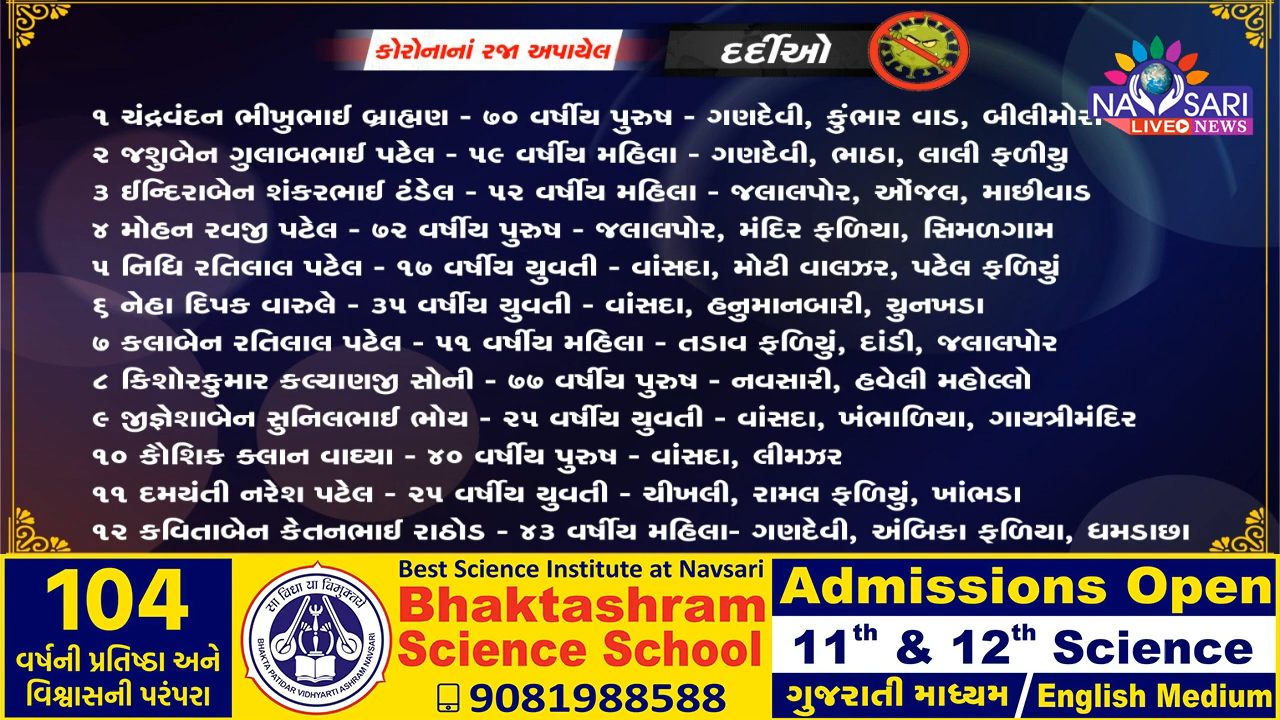 કોરોનાનાં રજા અપાયેલ દર્દીઓ
NAVSARI
LIVE NEWS
૧ ચંદ્રવંદન ભીખુભાઈ બ્રાહ્મણ - ૭૦ વર્ષીય પુરુષ - ગણદેવી, કુંભાર વાડ, બીલીમોરા
૨ જશુબેન ગુલાબભાઈ પટેલ - ૫૯ વર્ષીય મહિલા - ગણદેવી, ભાઠા, લાલી ફળીયુ
૩ ઈન્દિરાબેન શંકરભાઈ ટંડેલ - ૫૨ વર્ષીય મહિલા - જલાલપોર, ઓંજલ, માછીવાડ
૪ મોહન રવજી પટેલ - ૭૨ વર્ષીય પુરુષ - જલાલપોર, મંદિર ફળિયા, સિમળગામ
૫ નિધિ રતિલાલ પટેલ - ૧૭ વર્ષીય યુવતી - વાંસદા, મોટી વાલઝર, પટેલ ફળિયું
૬ નેહા દિપક વારુલે - ૩૫ વર્ષીય યુવતી - વાંસદા, હનુમાનબારી, ચુનખડા
૭ કલાબેન રતિલાલ પટેલ - ૫૧ વર્ષીય મહિલા - તડાવ ફળિયું, દાંડી, જલાલપોર
૮ કિશોરકુમાર કલ્યાણજી સોની - ૭૭ વર્ષીય પુરુષ - નવસારી, હવેલી મહોલ્લો
૯ જીજ્ઞેશાબેન સુનિલભાઈ ભોય - ૨૫ વર્ષીય યુવતી - વાંસદા, ખંભાળિયા, ગાયત્રીમંદિર
૧૦ કૌશિક ક્લાન વાઘ્યા - ૪૦ વર્ષીય પુરુષ - વાંસદા, લીમઝર
૧૧ દમયંતી નરેશ પટેલ - ૨૫ વર્ષીય યુવતી - ચીખલી, રામલ ફળિયું, ખાંભડા
૧૨ કવિતાબેન કેતનભાઈ રાઠોડ - ૪૩ વર્ષીય મહિલા- ગણદેવી, અંબિકા ફળિયા, ધમડાછા
104
વર્ષની પ્રતિષ્ઠા અને
વિશ્વાસની પરંપરા
सा विद्या या विमुक्तये
BHAKTA PATIDAR VIDHYARTI ASHRAM NAVSARI
Best Science Institute at Navsari
Bhaktashram
Science School
9081988588
Admissions Open
11th & 12th Science
ગુજરાતી માધ્યમ / English Medium